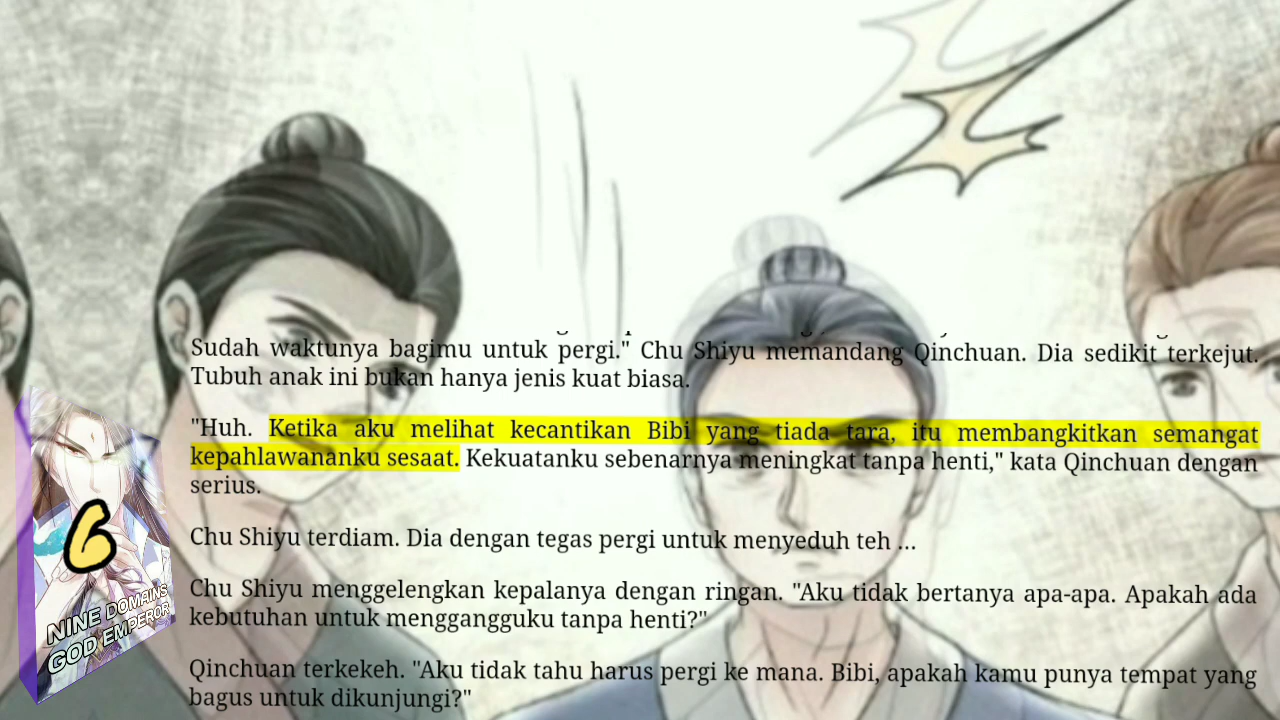 Sudah waktunya bagimu untuk pergi." Chu Shiyu memandang Qinchuan. Dia sedikit terkejut.
Tubuh anak ini bukan hanya jenis kuat biasa.
"Huh. Ketika aku melihat kecantikan Bibi yang tiada tara, itu membangkitkan semangat
kepahlawananku sesaat. Kekuatanku sebenarnya meningkat tanpa henti," kata Qinchuan dengan
serius.
Chu Shiyu terdiam. Dia dengan tegas pergi untuk menyeduh teh ...
Chu Shiyu menggelengkan kepalanya dengan ringan. "Aku tidak bertanya apa-apa. Apakah ada
kebutuhan untuk menggangguku tanpa henti?"
Qinchuan terkekeh. "Aku tidak tahu harus pergi ke mana. Bibi, apakah kamu punya tempat yang
bagus untuk dikunjungi?"
6
NINE DOMAINS
GOD EMPEROR